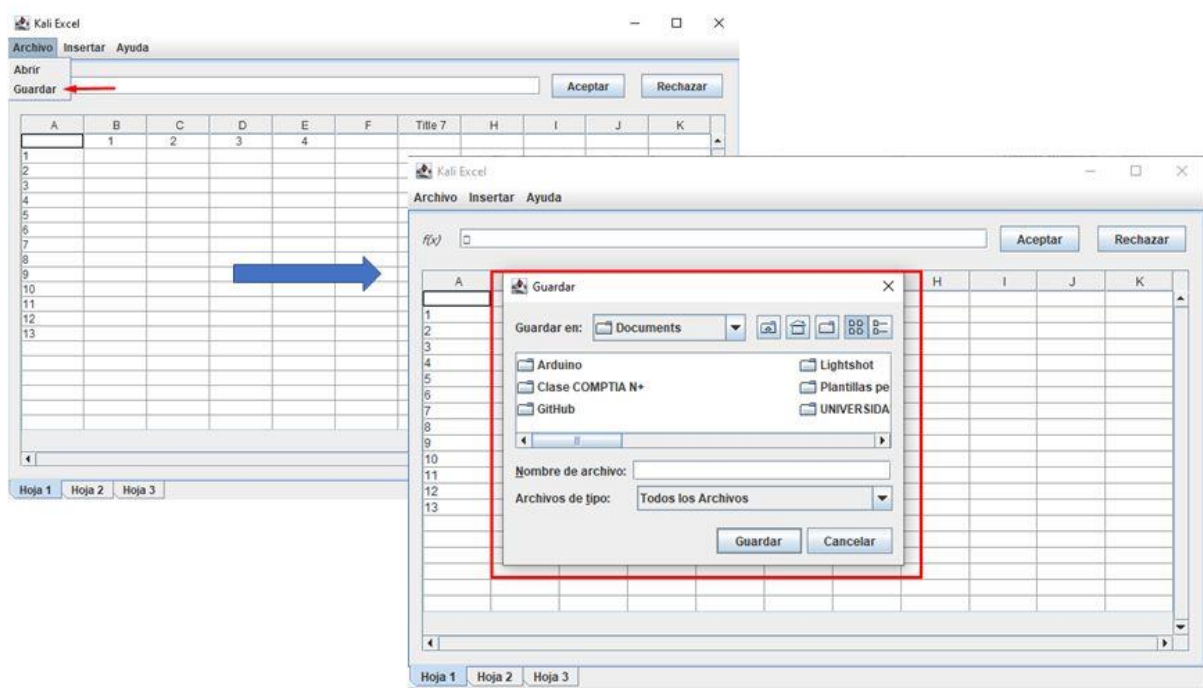 Kali Excel
Archivo Insertar Ayuda
Abrir
Guardar
Aceptar Rechazar
A B C D E F Title 7 H I J K
1 2 3 4
1
2
3
4
5
6
7
8
9
10
11
12
13
Hoja 1 Hoja 2 Hoja 3
Kali Excel
Archivo Insertar Ayuda
f(x) Aceptar Rechazar
A H I J K
1
2
3
4
5
6
7
8
9
10
11
12
13
Guardar
Guardar en: Documents
Arduino Lightshot
Clase COMPTIA N+ Plantillas pe
GitHub UNIVERSIDA
Nombre de archivo:
Archivos de tipo: Todos los Archivos
Guardar Cancelar
Hoja 1 Hoja 2 Hoja 3